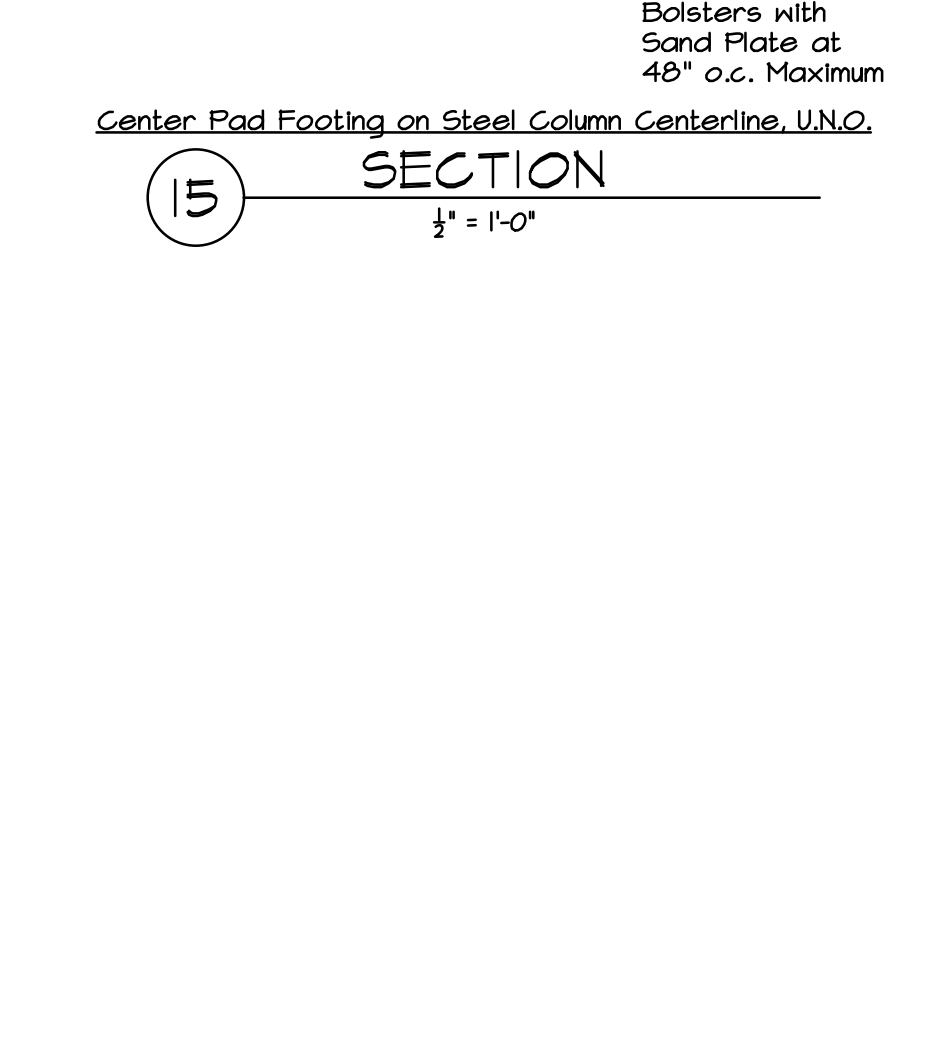 Bolsters with
Sand Plate at
48" o.c. Maximum
Center Pad Footing on Steel Column Centerline, U.N.O.
15
SECTION
½" = 1'-0"